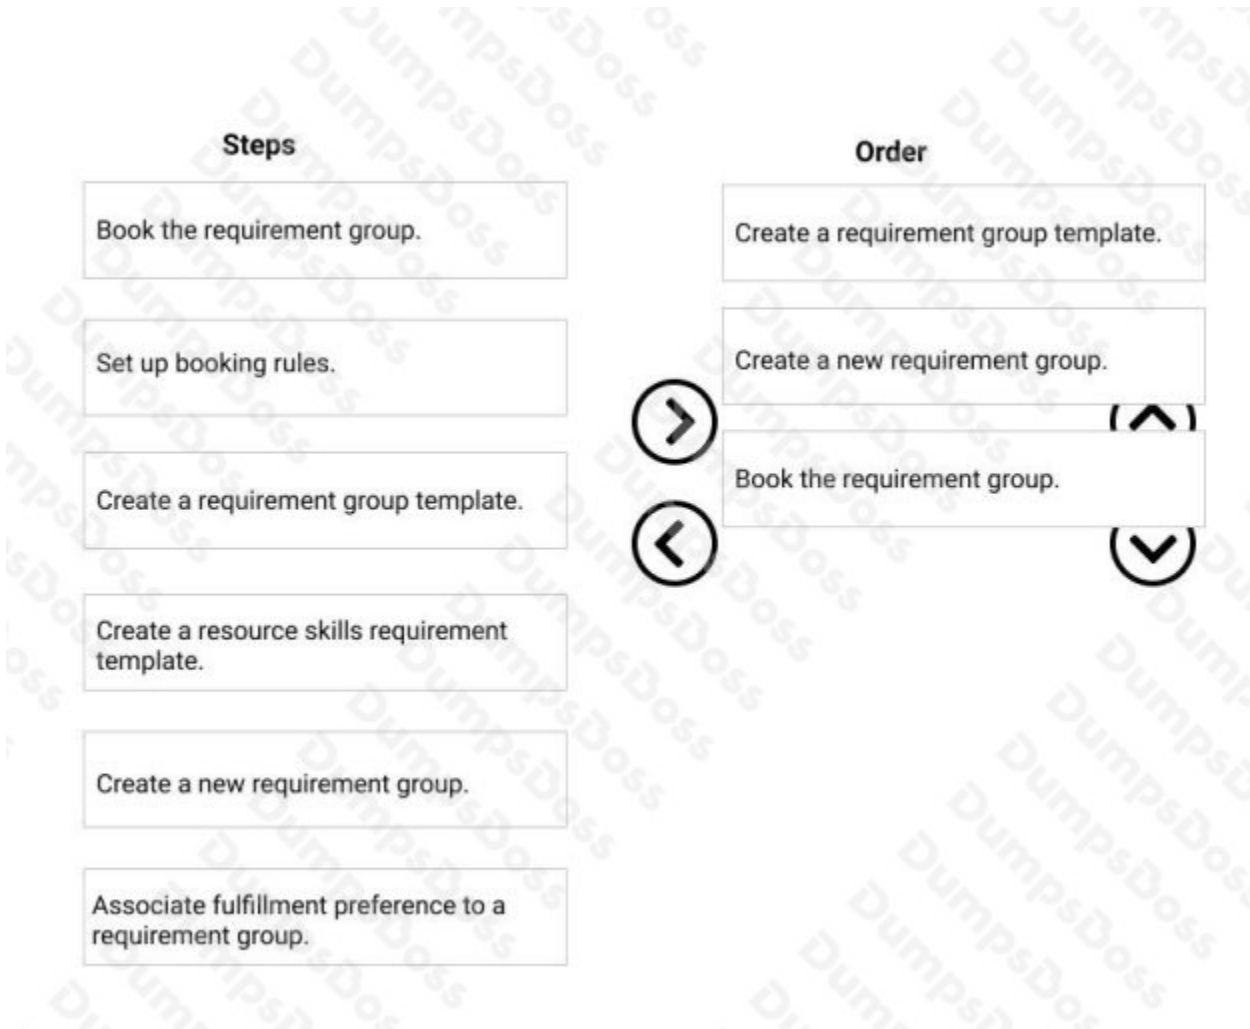 Steps
Book the requirement group.
Set up booking rules.
Create a requirement group template.
Create a resource skills requirement
template.
Create a new requirement group.
Associate fulfillment preference to a
requirement group.
Order
Create a requirement group template.
Create a new requirement group.
Book the requirement group.
DumpsDoss